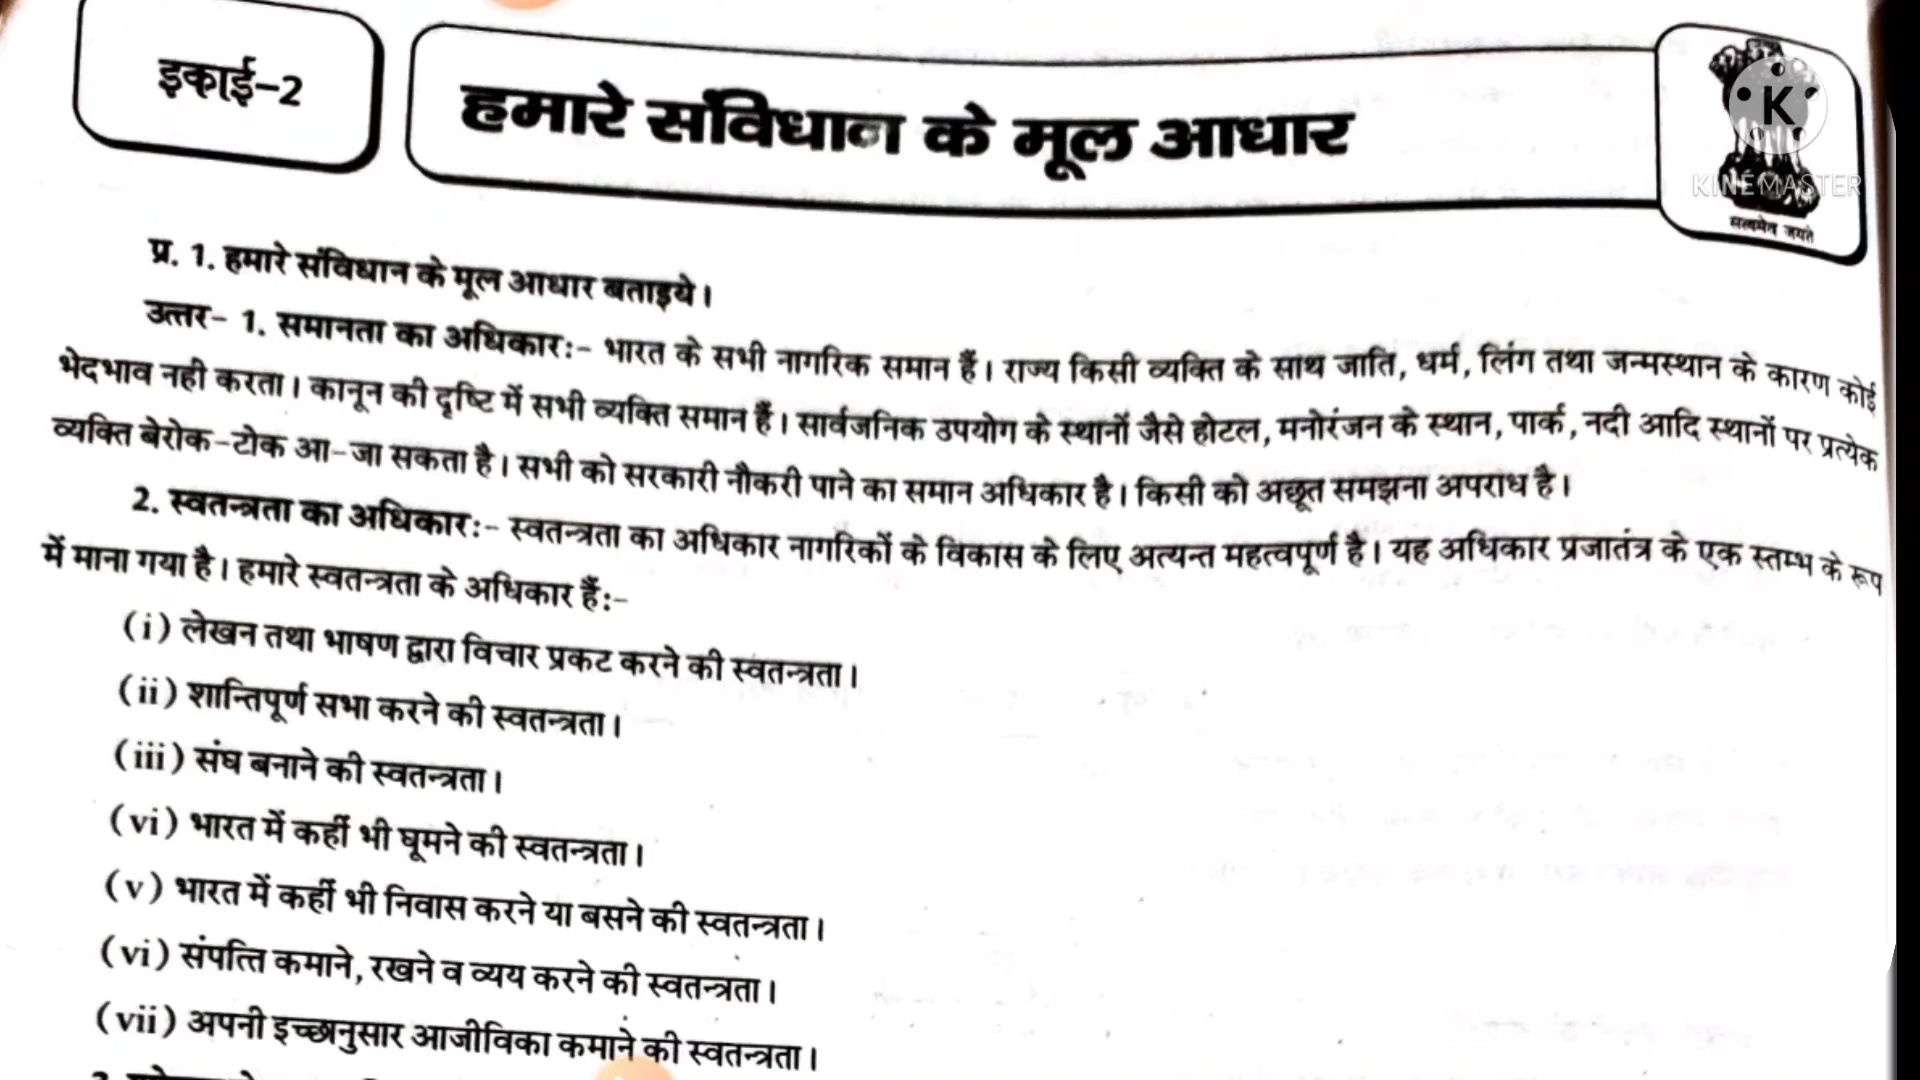 इकाई-2
हमारे संविधान के मूल आधार
KINEMASTER
सत्यमेव जयते
प्र. 1. हमारे संविधान के मूल आधार बताइये।
उत्तर- 1. समानता का अधिकार:- भारत के सभी नागरिक समान हैं। राज्य किसी व्यक्ति के साथ जाति, धर्म, लिंग तथा जन्मस्थान के कारण कोई
भेदभाव नही करता। कानून की दृष्टि में सभी व्यक्ति समान हैं। सार्वजनिक उपयोग के स्थानों जैसे होटल, मनोरंजन के स्थान, पार्क, नदी आदि स्थानों पर प्रत्येक
व्यक्ति बेरोक-टोक आ-जा सकता है। सभी को सरकारी नौकरी पाने का समान अधिकार है। किसी को अछूत समझना अपराध है।
2. स्वतन्त्रता का अधिकार:- स्वतन्त्रता का अधिकार नागरिकों के विकास के लिए अत्यन्त महत्वपूर्ण है। यह अधिकार प्रजातंत्र के एक स्तम्भ के रूप
में माना गया है। हमारे स्वतन्त्रता के अधिकार हैं:-
(i) लेखन तथा भाषण द्वारा विचार प्रकट करने की स्वतन्त्रता।
(ii) शान्तिपूर्ण सभा करने की स्वतन्त्रता।
(iii) संघ बनाने की स्वतन्त्रता।
(vi) भारत में कहीं भी घूमने की स्वतन्त्रता।
(v) भारत में कहीं भी निवास करने या बसने की स्वतन्त्रता।
(vi) संपत्ति कमाने, रखने व व्यय करने की स्वतन्त्रता।
(vii) अपनी इच्छानुसार आजीविका कमाने की स्वतन्त्रता।